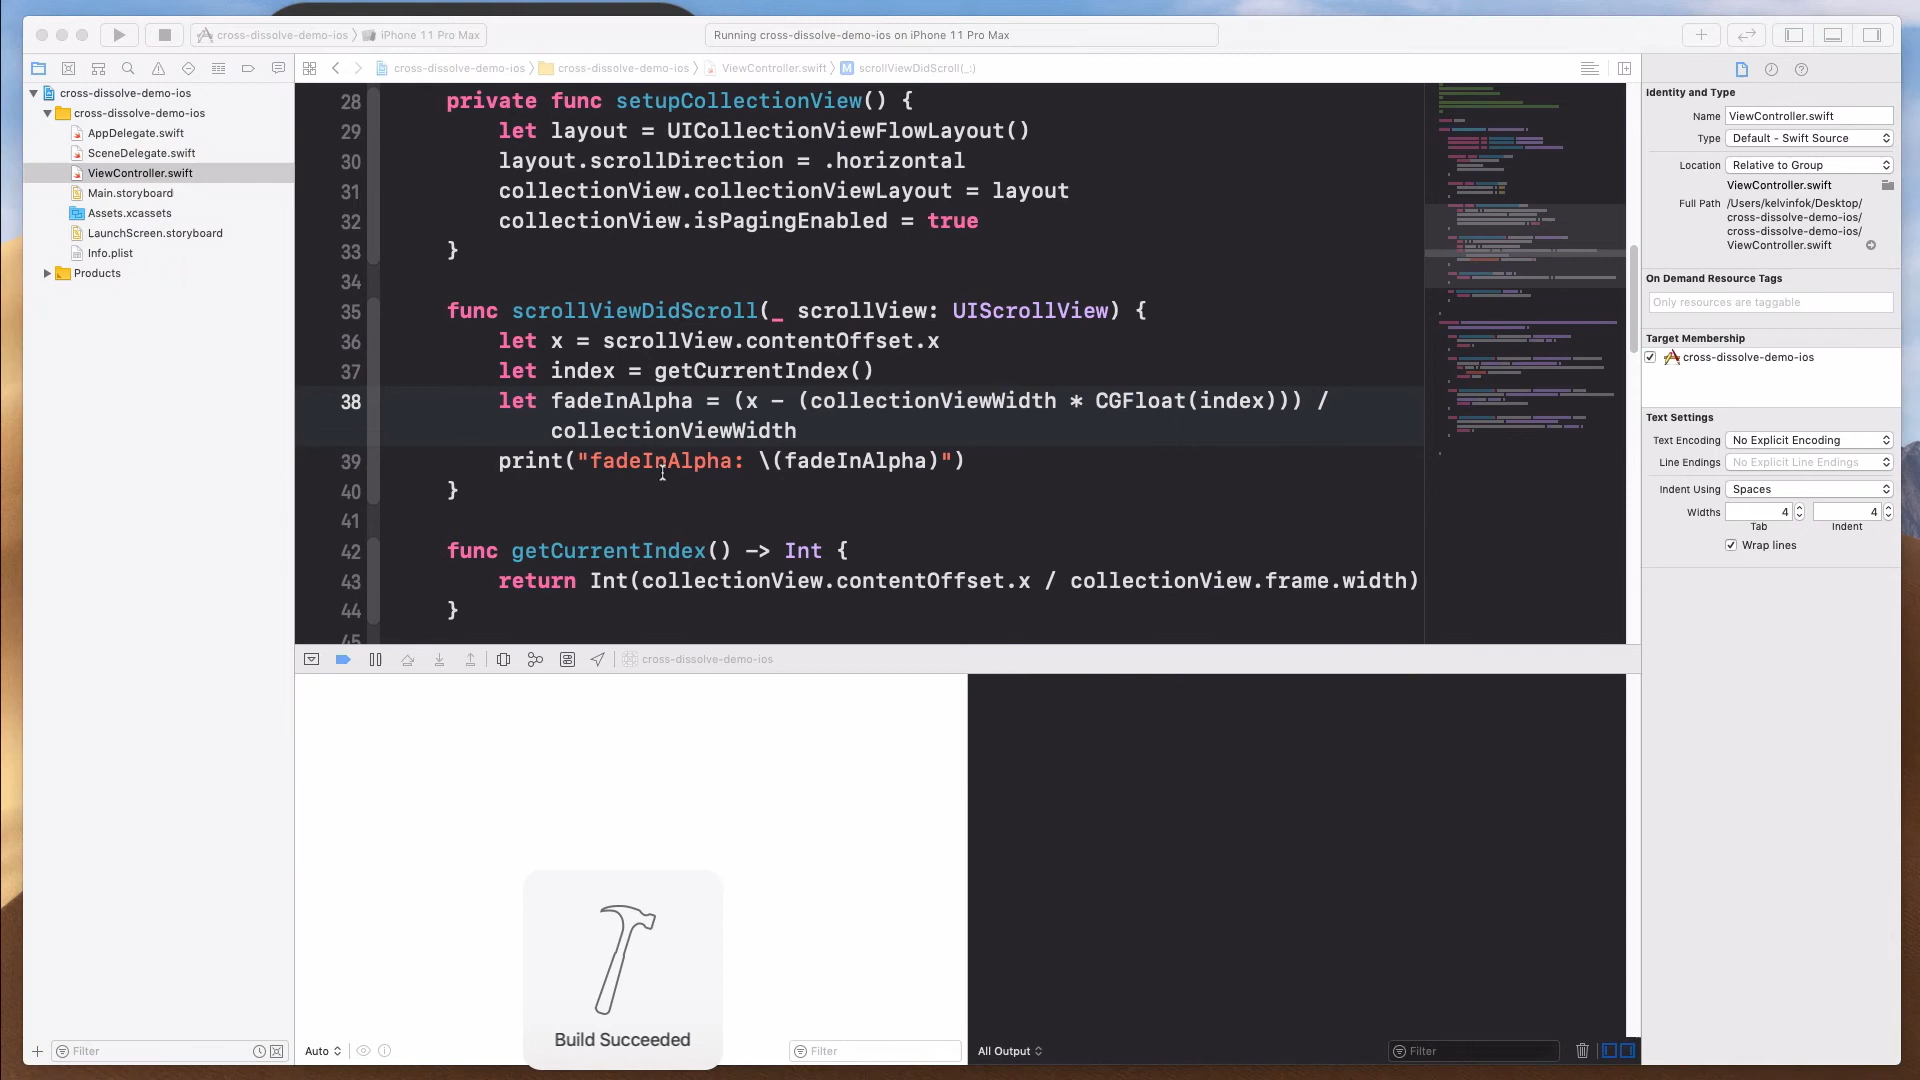 cross-dissolve-demo-ios
iPhone 11 Pro Max
Running cross-dissolve-demo-ios on iPhone 11 Pro Max
cross-dissolve-demo-ios
cross-dissolve-demo-ios
AppDelegate.swift
SceneDelegate.swift
ViewController.swift
Main.storyboard
Assets.xcassets
LaunchScreen.storyboard
Info.plist
Products
Filter
cross-dissolve-demo-ios
cross-dissolve-demo-ios
ViewController.swift
M scrollViewDidScroll(_:)
28 private func setupCollectionView() {
29 let layout = UICollectionViewFlowLayout()
30 layout.scrollDirection = .horizontal
31 collectionView.collectionViewLayout = layout
32 collectionView.isPagingEnabled = true
33 }
34
35 func scrollViewDidScroll(_ scrollView: UIScrollView) {
36 let x = scrollView.contentOffset.x
37 let index = getCurrentIndex()
38 let fadeInAlpha = (x - (collectionViewWidth * CGFloat(index))) /
collectionViewWidth
39 print("fadeInAlpha: \(fadeInAlpha)")
40 }
41
42 func getCurrentIndex() -> Int {
43 return Int(collectionView.contentOffset.x / collectionView.frame.width)
44 }
45
cross-dissolve-demo-ios
Build Succeeded
Auto
Filter
All Output
Filter
Identity and Type
Name ViewController.swift
Type Default - Swift Source
Location Relative to Group
ViewController.swift
Full Path /Users/kelvinfok/Desktop/
cross-dissolve-demo-ios/
cross-dissolve-demo-ios/
ViewController.swift
On Demand Resource Tags
Only resources are taggable
Target Membership
cross-dissolve-demo-ios
Text Settings
Text Encoding No Explicit Encoding
Line Endings No Explicit Line Endings
Indent Using Spaces
Widths 4 4
Tab Indent
Wrap lines